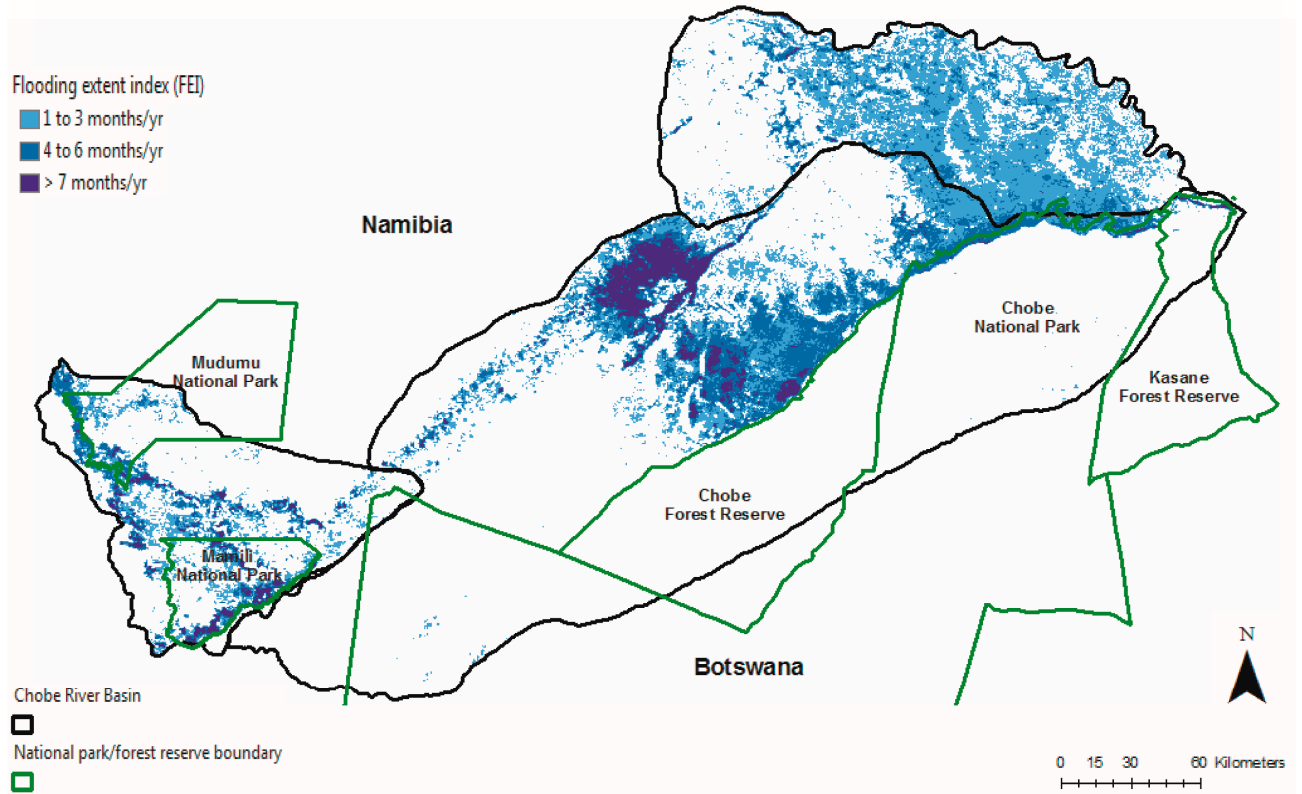 Flooding extent index (FEI)
1 to 3 months/yr
4 to 6 months/yr
> 7 months/yr
Namibia
Mudumu
National Park
Chobe
National Park
Kasane
Forest Reserve
Chobe
Forest Reserve
Mamili
National Park
Botswana
N
Chobe River Basin
National park/forest reserve boundary
0 15 30 60 Kilometers